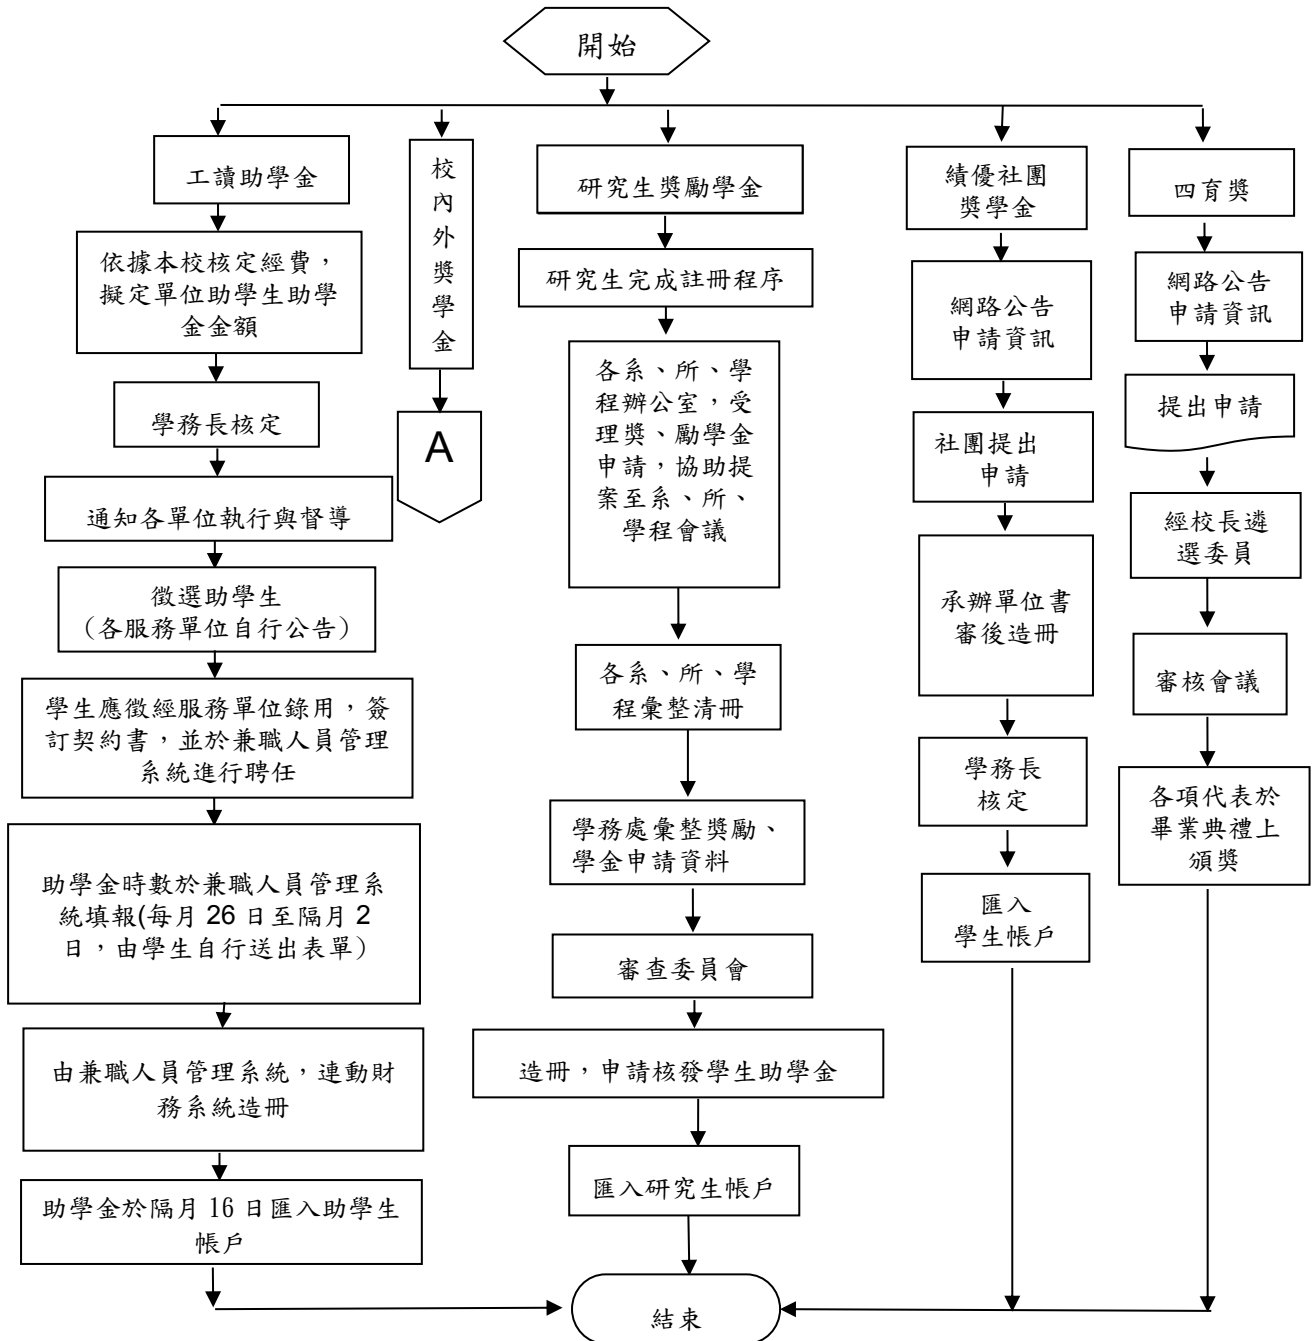 開始
工讀助學金
依據本校核定經費，
擬定單位助學生助學
金金額
學務長核定
通知各單位執行與督導
徵選助學生
（各服務單位自行公告）
學生應徵經服務單位錄用，簽
訂契約書，並於兼職人員管理
系統進行聘任
助學金時數於兼職人員管理系
統填報(每月 26 日至隔月 2
日，由學生自行送出表單）
由兼職人員管理系統，連動財
務系統造冊
助學金於隔月 16 日匯入助學生
帳戶
校
內
外
獎
學
金
A
研究生獎勵學金
研究生完成註冊程序
各系、所、學
程辦公室，受
理獎、勵學金
申請，協助提
案至系、所、
學程會議
各系、所、學
程彙整清冊
學務處彙整獎勵、
學金申請資料
審查委員會
造冊，申請核發學生助學金
匯入研究生帳戶
績優社團
獎學金
網路公告
申請資訊
社團提出
申請
承辦單位書
審後造冊
學務長
核定
匯入
學生帳戶
四育獎
網路公告
申請資訊
提出申請
經校長遴
選委員
審核會議
各項代表於
畢業典禮上
頒獎
結束